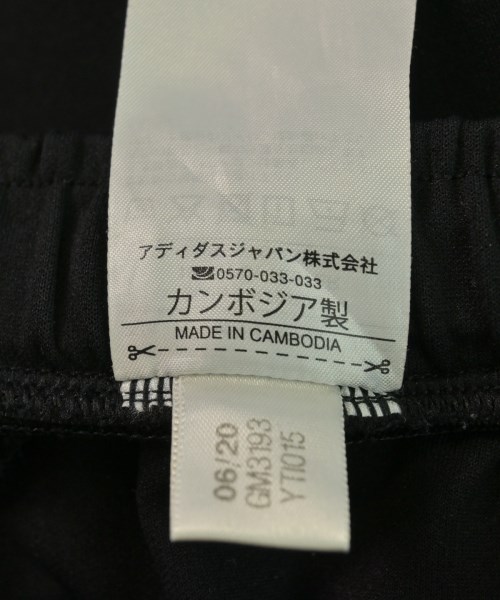 アディダスジャパン株式会社
0570-033-033
カンボジア製
MADE IN CAMBODIA
06/20
GM3193
YTI015